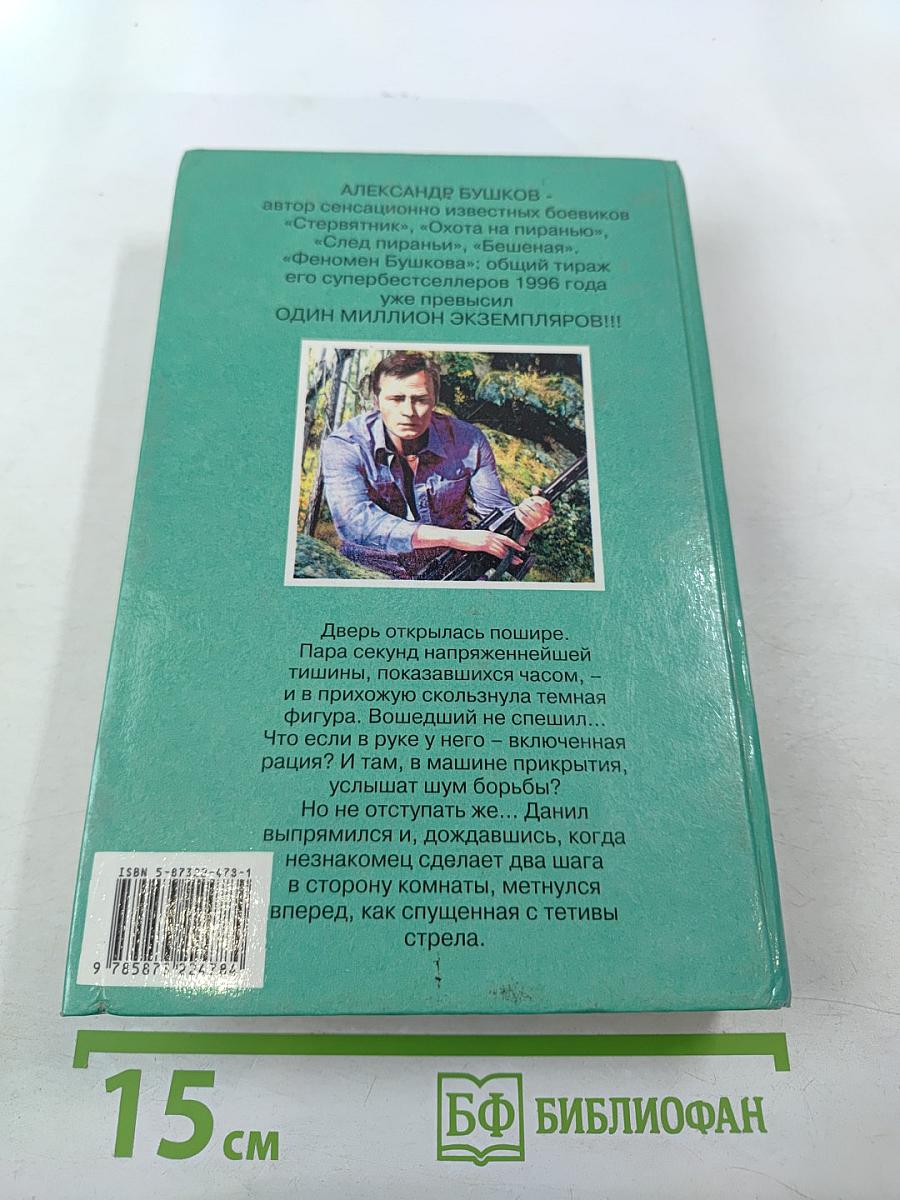 АЛЕКСАНДР БУШКОВ -
автор сенсационно известных боевиков
«Стервятник», «Охота на пиранью»,
«След пираньи», «Бешеная».
«Феномен Бушкова»: общий тираж
его супербестселлеров 1996 года
уже превысил
ОДИН МИЛЛИОН ЭКЗЕМПЛЯРОВ!!!
Дверь открылась пошире.
Пара секунд напряженнейшей
тишины, показавшихся часом, –
и в прихожую скользнула темная
фигура. Вошедший не спешил...
Что если в руке у него – включенная
рация? И там, в машине прикрытия,
услышат шум борьбы?
Но не отступать же... Данил
выпрямился и, дождавшись, когда
незнакомец сделает два шага
в сторону комнаты, метнулся
вперед, как спущенная с тетивы
стрела.
ISBN
15 см
БФ БИБЛИОФАН